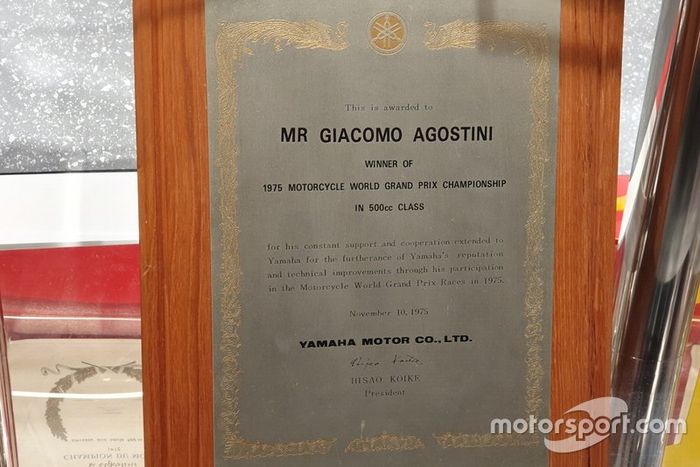 This is awarded to
MR GIACOMO AGOSTINI
WINNER OF
1975 MOTORCYCLE WORLD GRAND PRIX CHAMPIONSHIP
IN 500cc CLASS
for his constant support and cooperation extended to
Yamaha for the furtherance of Yamaha's reputation
and technical improvements through his participation
in the Motorcycle World Grand Prix Races in 1975.
November 10, 1975
YAMAHA MOTOR CO., LTD.
HISAO KOIKE
President
CHAMPION DU
motorsport.com